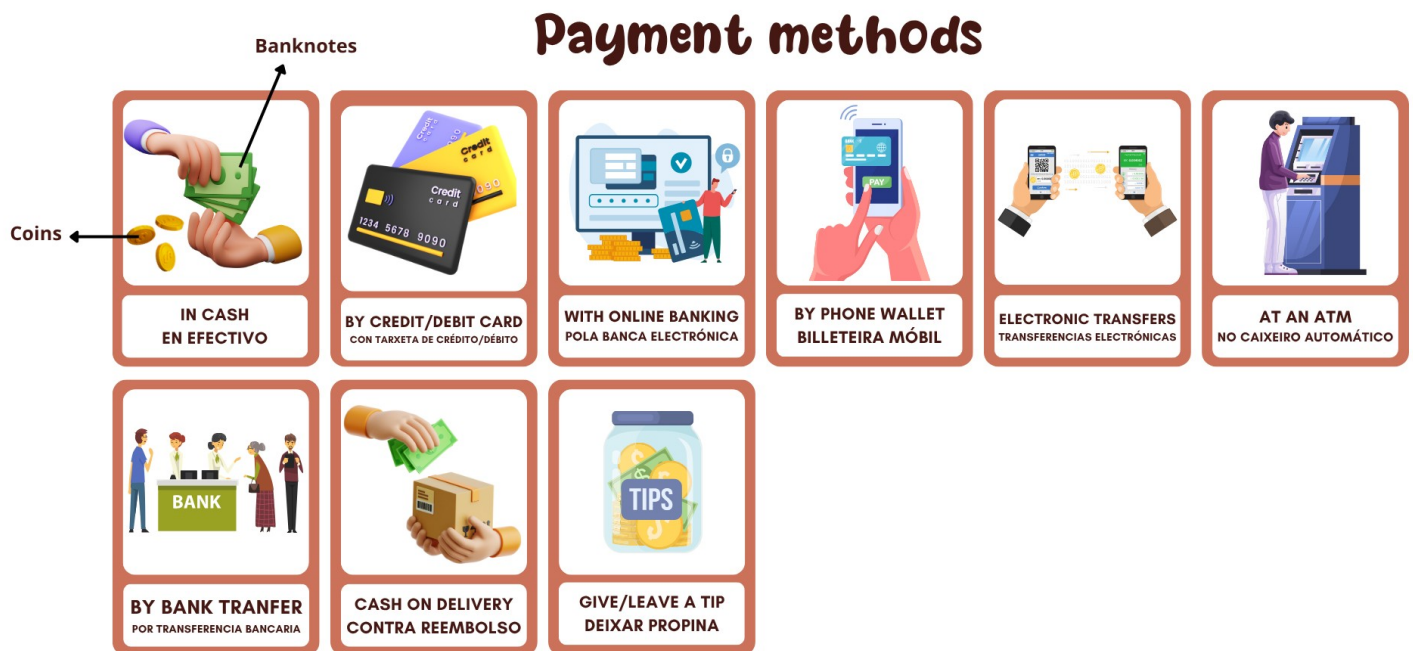 Payment methods
Banknotes
Coins
Credit
card
Credit
card
1234 5678 9090
Credit
card
090
PAY
IN CASH
EN EFECTIVO
BY CREDIT/DEBIT CARD
CON TARXETA DE CRÉDITO/DÉBITO
WITH ONLINE BANKING
POLA BANCA ELECTRÓNICA
BY PHONE WALLET
BILLETEIRA MÓBIL
ELECTRONIC TRANSFERS
TRANSFERENCIAS ELECTRÓNICAS
AT AN ATM
NO CAIXEIRO AUTOMÁTICO
BANK
TIPS
BY BANK TRANFER
POR TRANSFERENCIA BANCARIA
CASH ON DELIVERY
CONTRA REEMBOLSO
GIVE/LEAVE A TIP
DEIXAR PROPINA